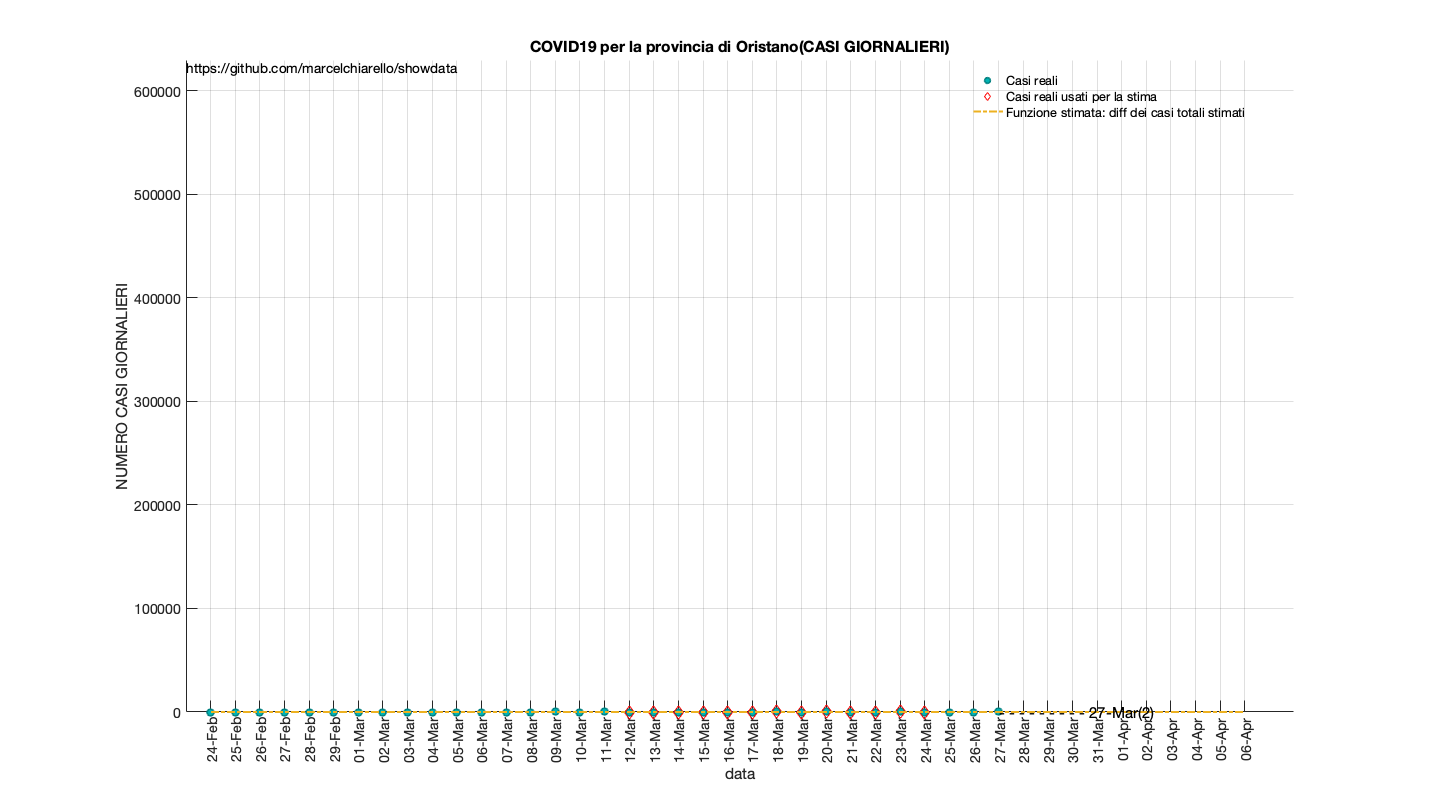 COVID19 per la provincia di Oristano(CASI GIORNALIERI)
https://github.com/marcelchiarello/showdata
Casi reali
Casi reali usati per la stima
Funzione stimata: diff dei casi totali stimati
NUMERO CASI GIORNALIERI
600000
500000
400000
300000
200000
100000
0
27-Mar(2)
24-Feb
25-Feb
26-Feb
27-Feb
28-Feb
29-Feb
01-Mar
02-Mar
03-Mar
04-Mar
05-Mar
06-Mar
07-Mar
08-Mar
09-Mar
10-Mar
11-Mar
12-Mar
13-Mar
14-Mar
15-Mar
16-Mar
17-Mar
18-Mar
19-Mar
20-Mar
21-Mar
22-Mar
23-Mar
24-Mar
25-Mar
26-Mar
27-Mar
28-Mar
29-Mar
30-Mar
31-Mar
01-Apr
02-Apr
03-Apr
04-Apr
05-Apr
06-Apr
data